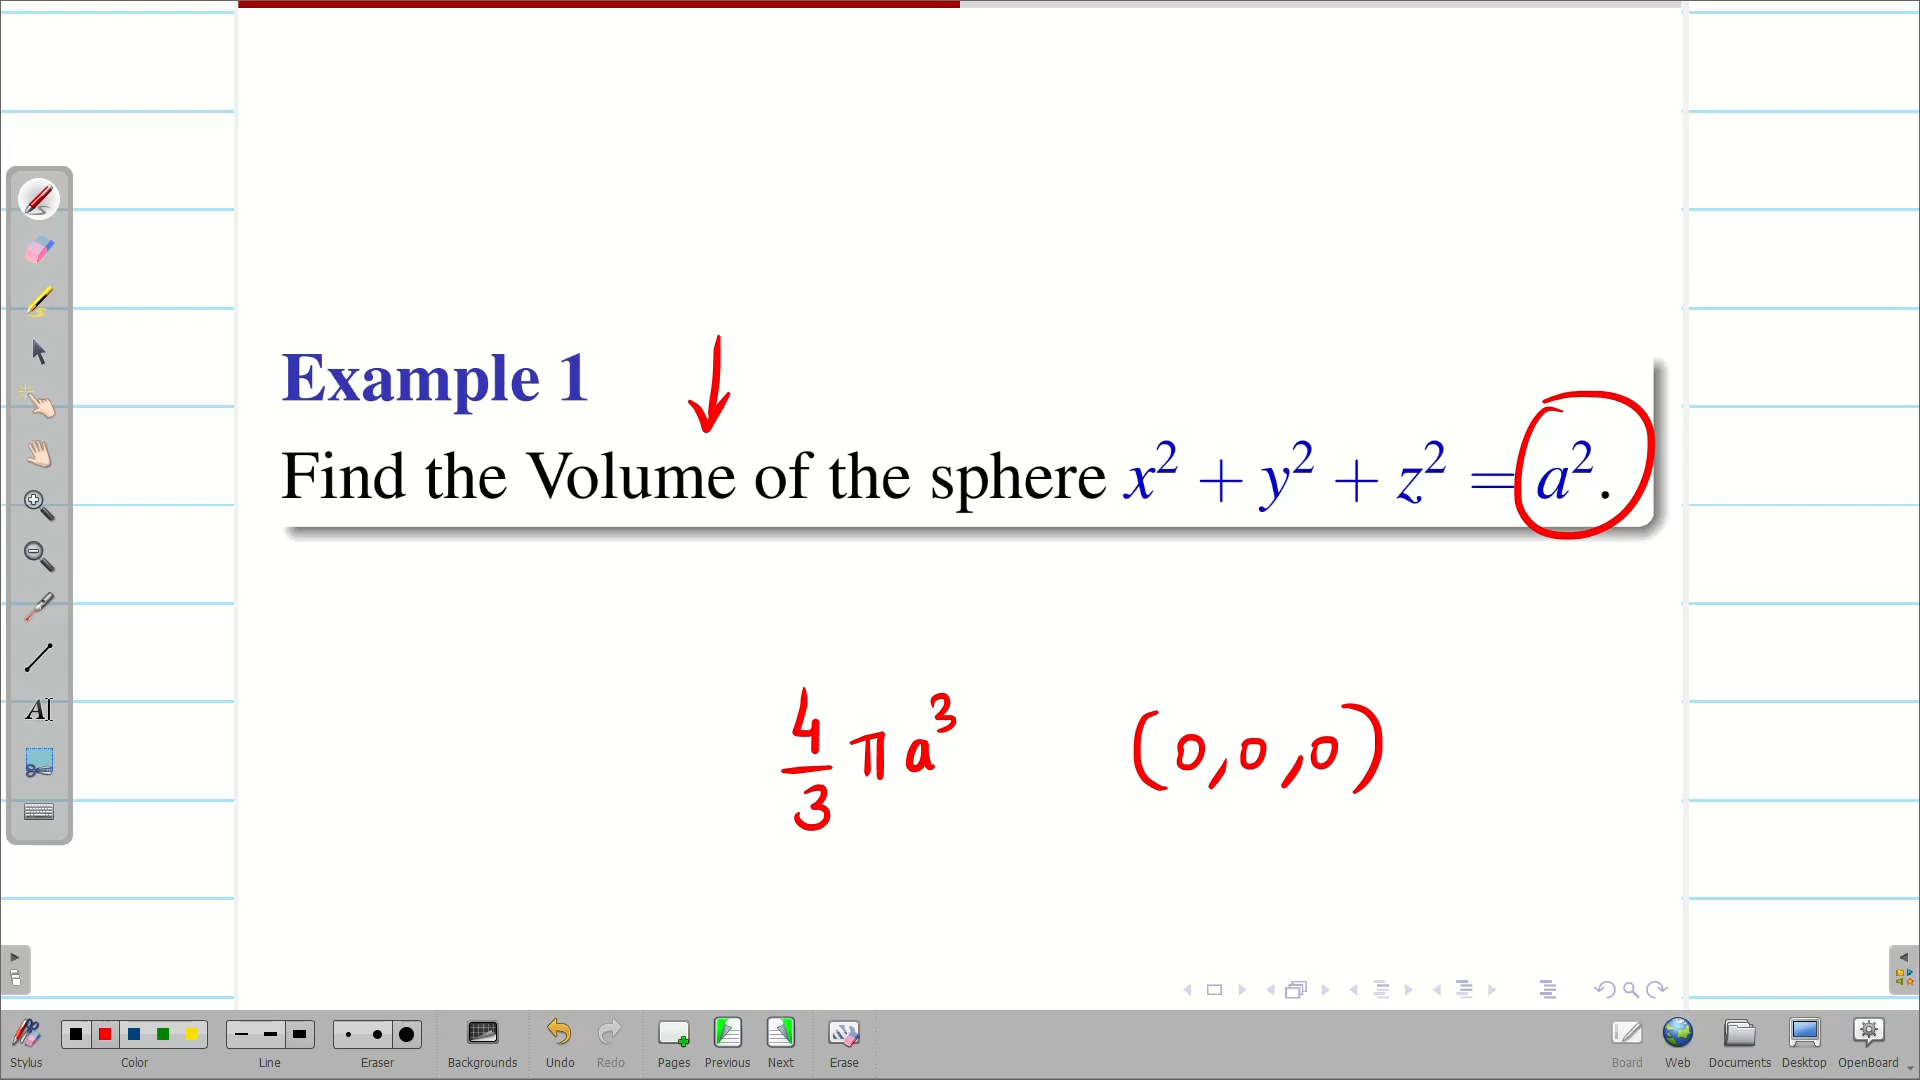 Example 1
Find the Volume of the sphere x² + y² + z² = a².
4/3 π a³ (0,0,0)
A
Stylus Color Line Eraser Backgrounds Undo Redo Pages Previous Next Erase Board Web Documents Desktop OpenBoard